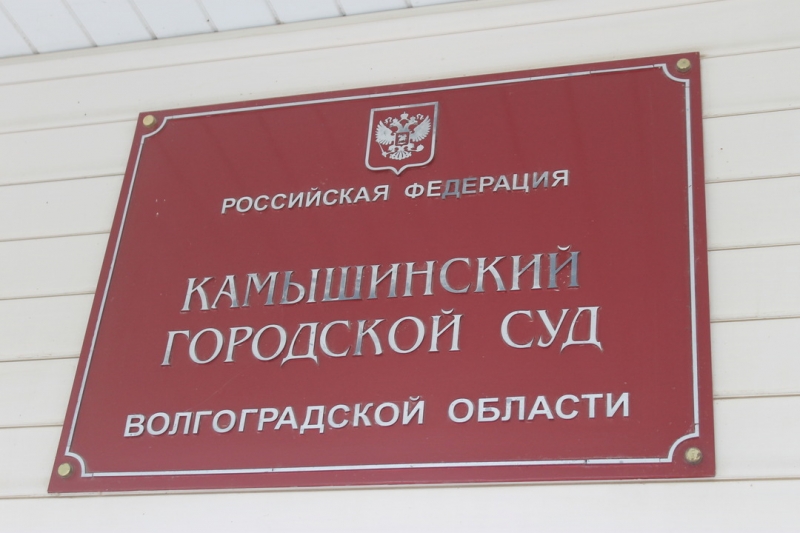 РОССИЙСКАЯ ФЕДЕРАЦИЯ
КАМЫШИНСКИЙ
ГОРОДСКОЙ СУД
ВОЛГОГРАДСКОЙ ОБЛАСТИ